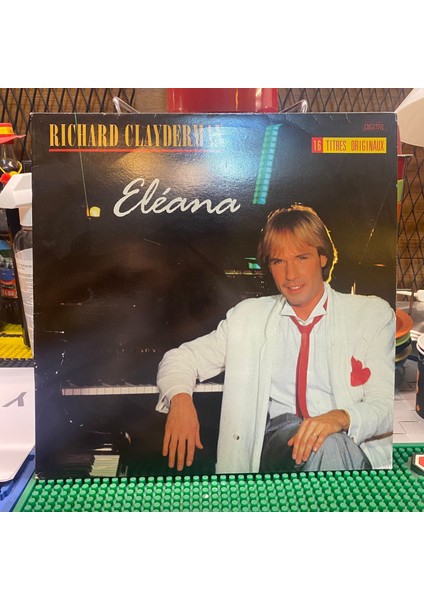 RICHARD CLAYDERMAN
16 TITRES ORIGINAUX
Eléana